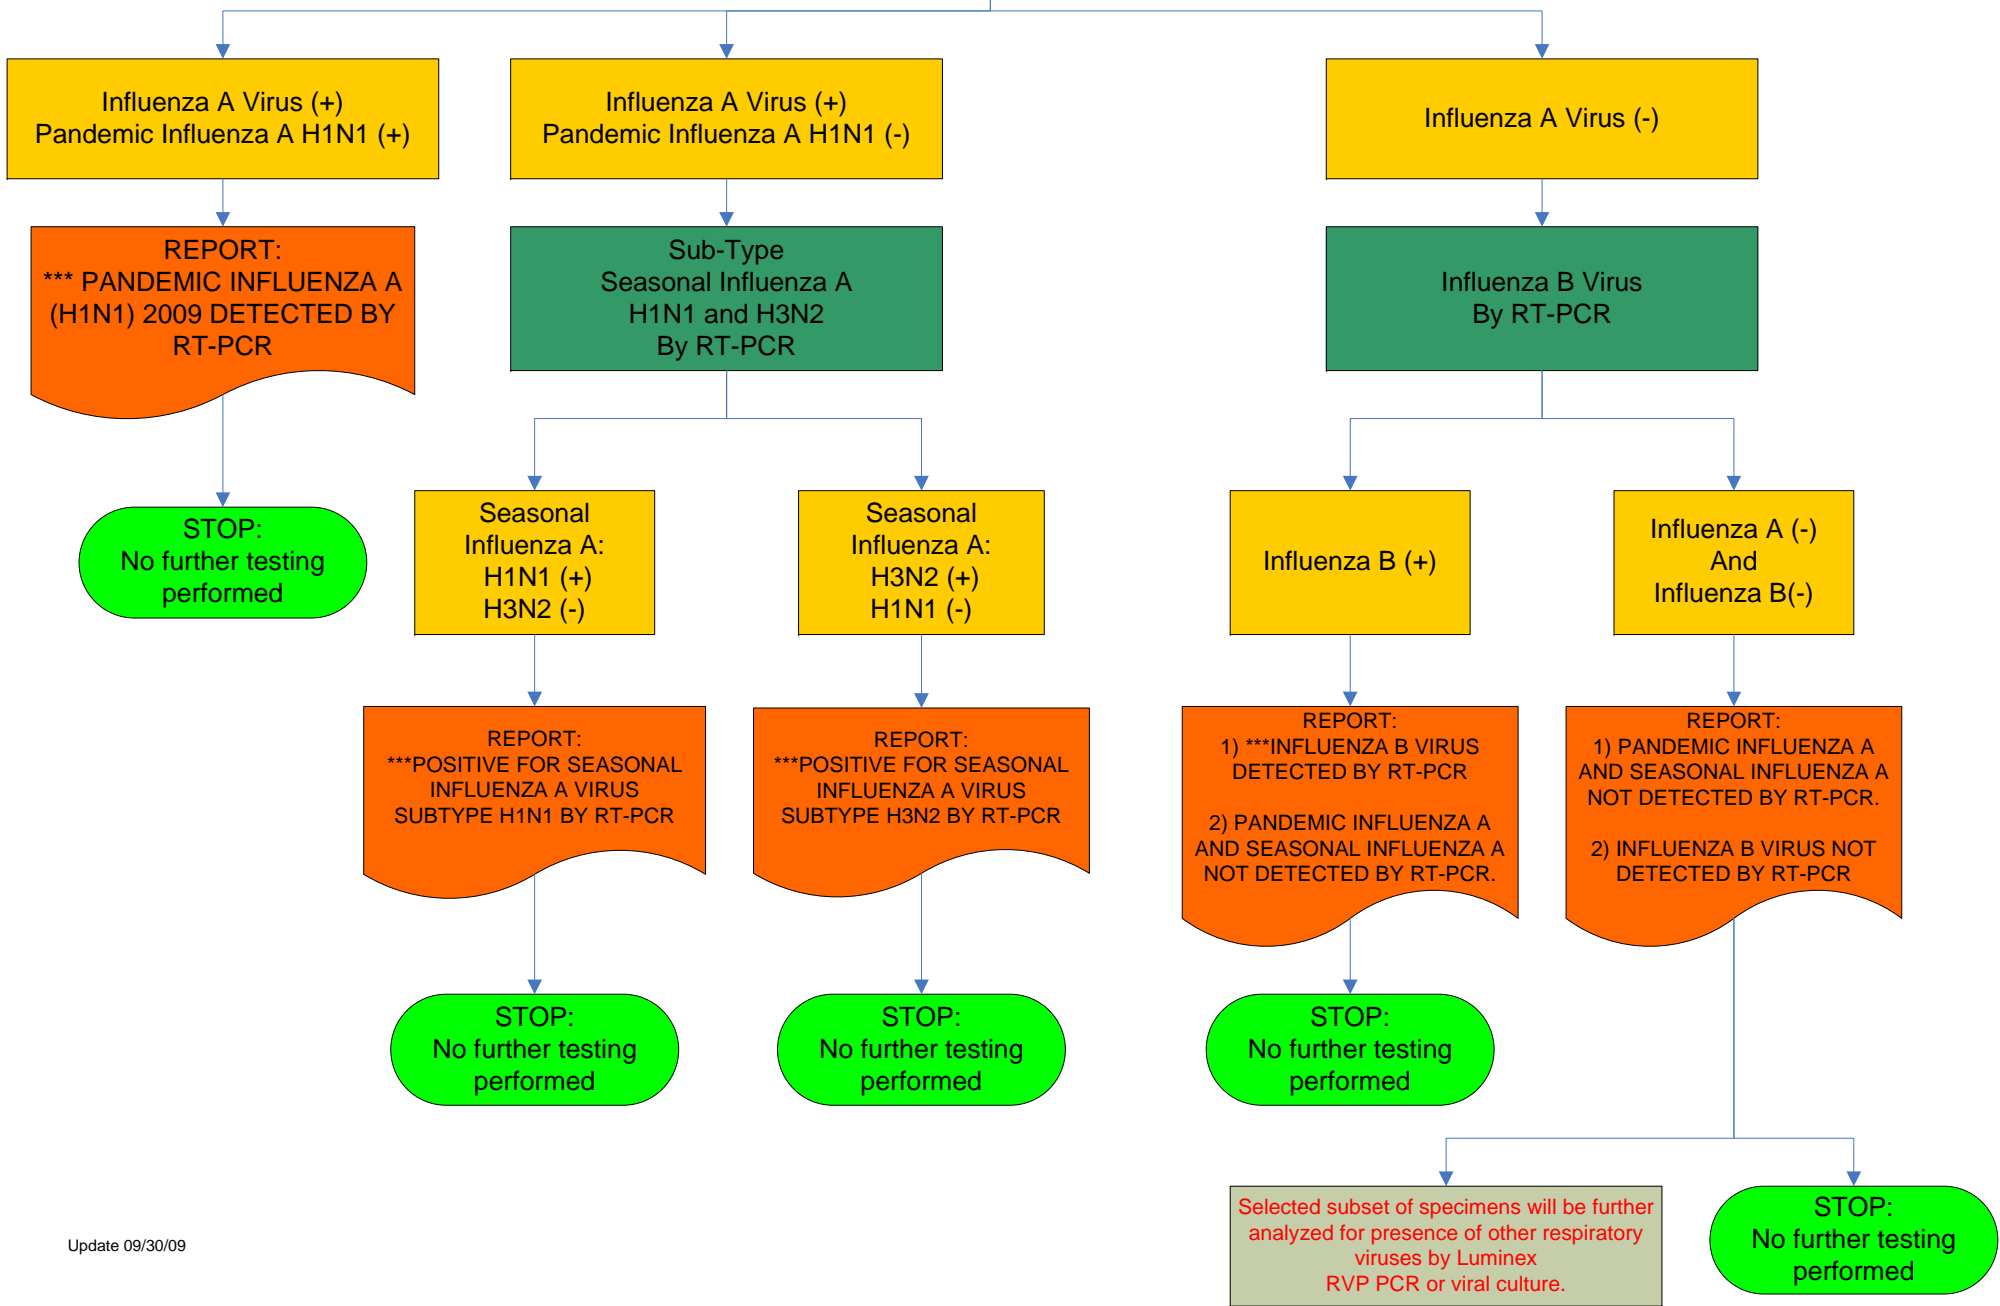 Influenza A Virus (+)
Pandemic Influenza A H1N1 (+)
Influenza A Virus (+)
Pandemic Influenza A H1N1 (-)
Influenza A Virus (-)
REPORT:
*** PANDEMIC INFLUENZA A
(H1N1) 2009 DETECTED BY
RT-PCR
Sub-Type
Seasonal Influenza A
H1N1 and H3N2
By RT-PCR
Influenza B Virus
By RT-PCR
STOP:
No further testing
performed
Seasonal
Influenza A:
H1N1 (+)
H3N2 (-)
Seasonal
Influenza A:
H3N2 (+)
H1N1 (-)
Influenza B (+)
Influenza A (-)
And
Influenza B(-)
REPORT:
***POSITIVE FOR SEASONAL
INFLUENZA A VIRUS
SUBTYPE H1N1 BY RT-PCR
REPORT:
***POSITIVE FOR SEASONAL
INFLUENZA A VIRUS
SUBTYPE H3N2 BY RT-PCR
REPORT:
1) ***INFLUENZA B VIRUS
DETECTED BY RT-PCR
2) PANDEMIC INFLUENZA A
AND SEASONAL INFLUENZA A
NOT DETECTED BY RT-PCR.
REPORT:
1) PANDEMIC INFLUENZA A
AND SEASONAL INFLUENZA A
NOT DETECTED BY RT-PCR.
2) INFLUENZA B VIRUS NOT
DETECTED BY RT-PCR
STOP:
No further testing
performed
STOP:
No further testing
performed
STOP:
No further testing
performed
Selected subset of specimens will be further
analyzed for presence of other respiratory
viruses by Luminex
RVP PCR or viral culture.
STOP:
No further testing
performed
Update 09/30/09